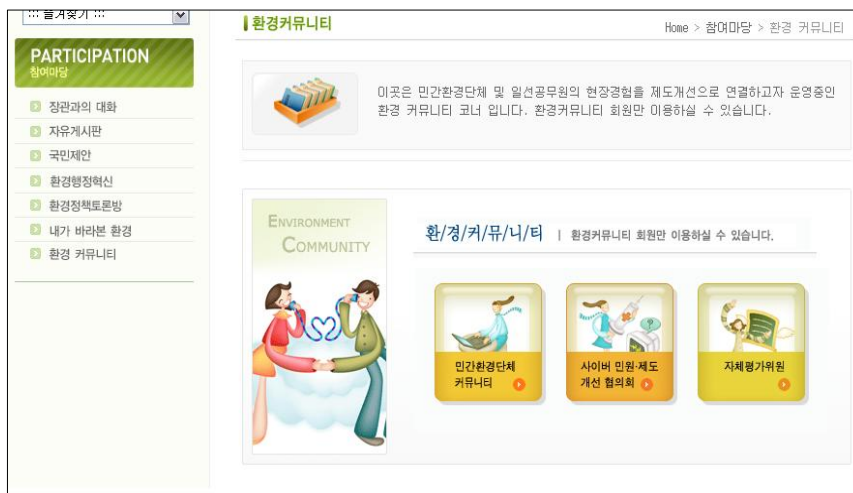 ::: 즐겨찾기 :::
PARTICIPATION
참여마당
장관과의 대화
자유게시판
국민제안
환경행정혁신
환경정책토론방
내가 바라본 환경
환경 커뮤니티
환경커뮤니티
Home > 참여마당 > 환경 커뮤니티
이곳은 민간환경단체 및 일선공무원의 현장경험을 제도개선으로 연결하고자 운영중인
환경 커뮤니티 코너 입니다. 환경커뮤니티 회원만 이용하실 수 있습니다.
ENVIRONMENT
COMMUNITY
환/경/커/뮤/니/티 | 환경커뮤니티 회원만 이용하실 수 있습니다.
민간환경단체
커뮤니티
사이버 민원·제도
개선 협의회
자체평가위원